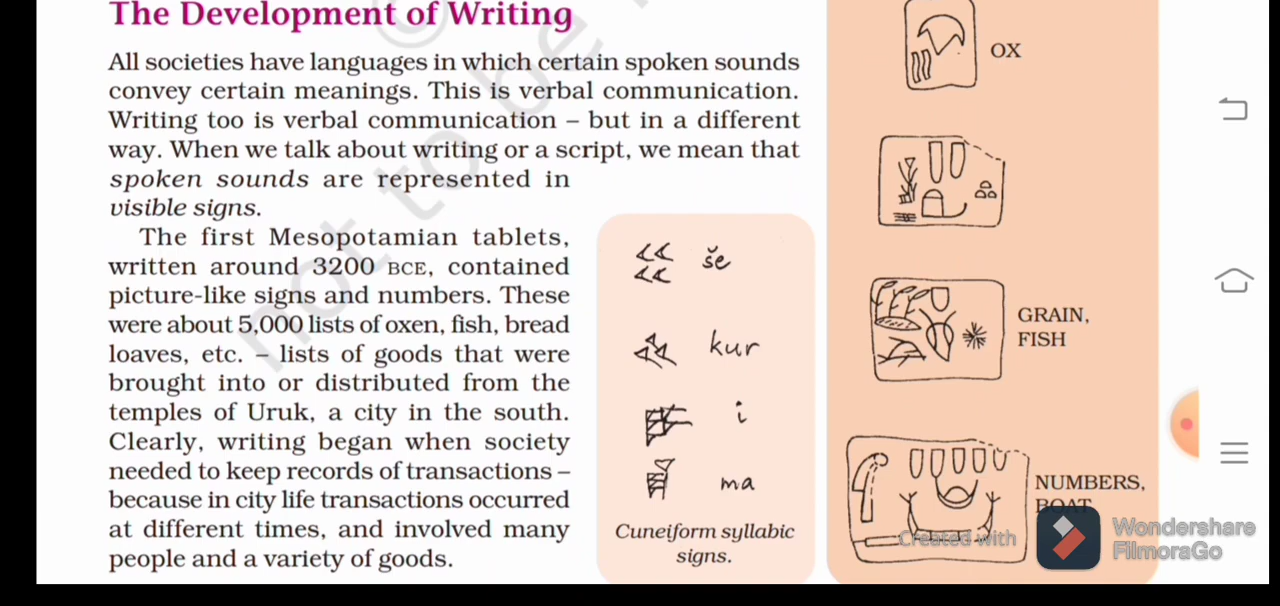 The Development of Writing
All societies have languages in which certain spoken sounds
convey certain meanings. This is verbal communication.
Writing too is verbal communication – but in a different
way. When we talk about writing or a script, we mean that
spoken sounds are represented in
visible signs.
The first Mesopotamian tablets,
written around 3200 BCE, contained
picture-like signs and numbers. These
were about 5,000 lists of oxen, fish, bread
loaves, etc. – lists of goods that were
brought into or distributed from the
temples of Uruk, a city in the south.
Clearly, writing began when society
needed to keep records of transactions –
because in city life transactions occurred
at different times, and involved many
people and a variety of goods.
še
kur
i
ma
Cuneiform syllabic
signs.
OX
GRAIN,
FISH
NUMBERS,
BOAT
© not to be
Created with
Wondershare
FilmoraGo